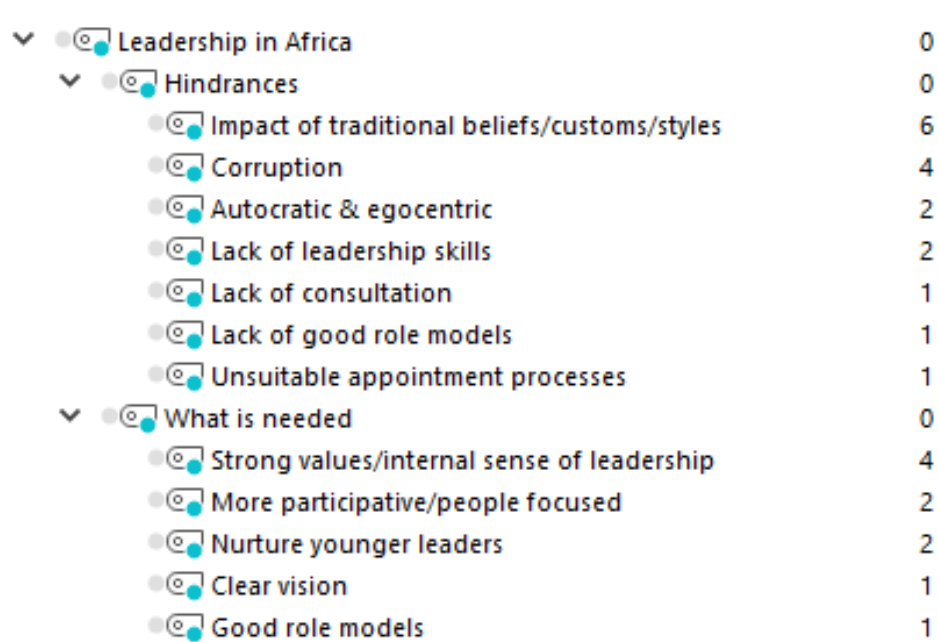 Leadership in Africa 0
Hindrances 0
Impact of traditional beliefs/customs/styles 6
Corruption 4
Autocratic & egocentric 2
Lack of leadership skills 2
Lack of consultation 1
Lack of good role models 1
Unsuitable appointment processes 1
What is needed 0
Strong values/internal sense of leadership 4
More participative/people focused 2
Nurture younger leaders 2
Clear vision 1
Good role models 1